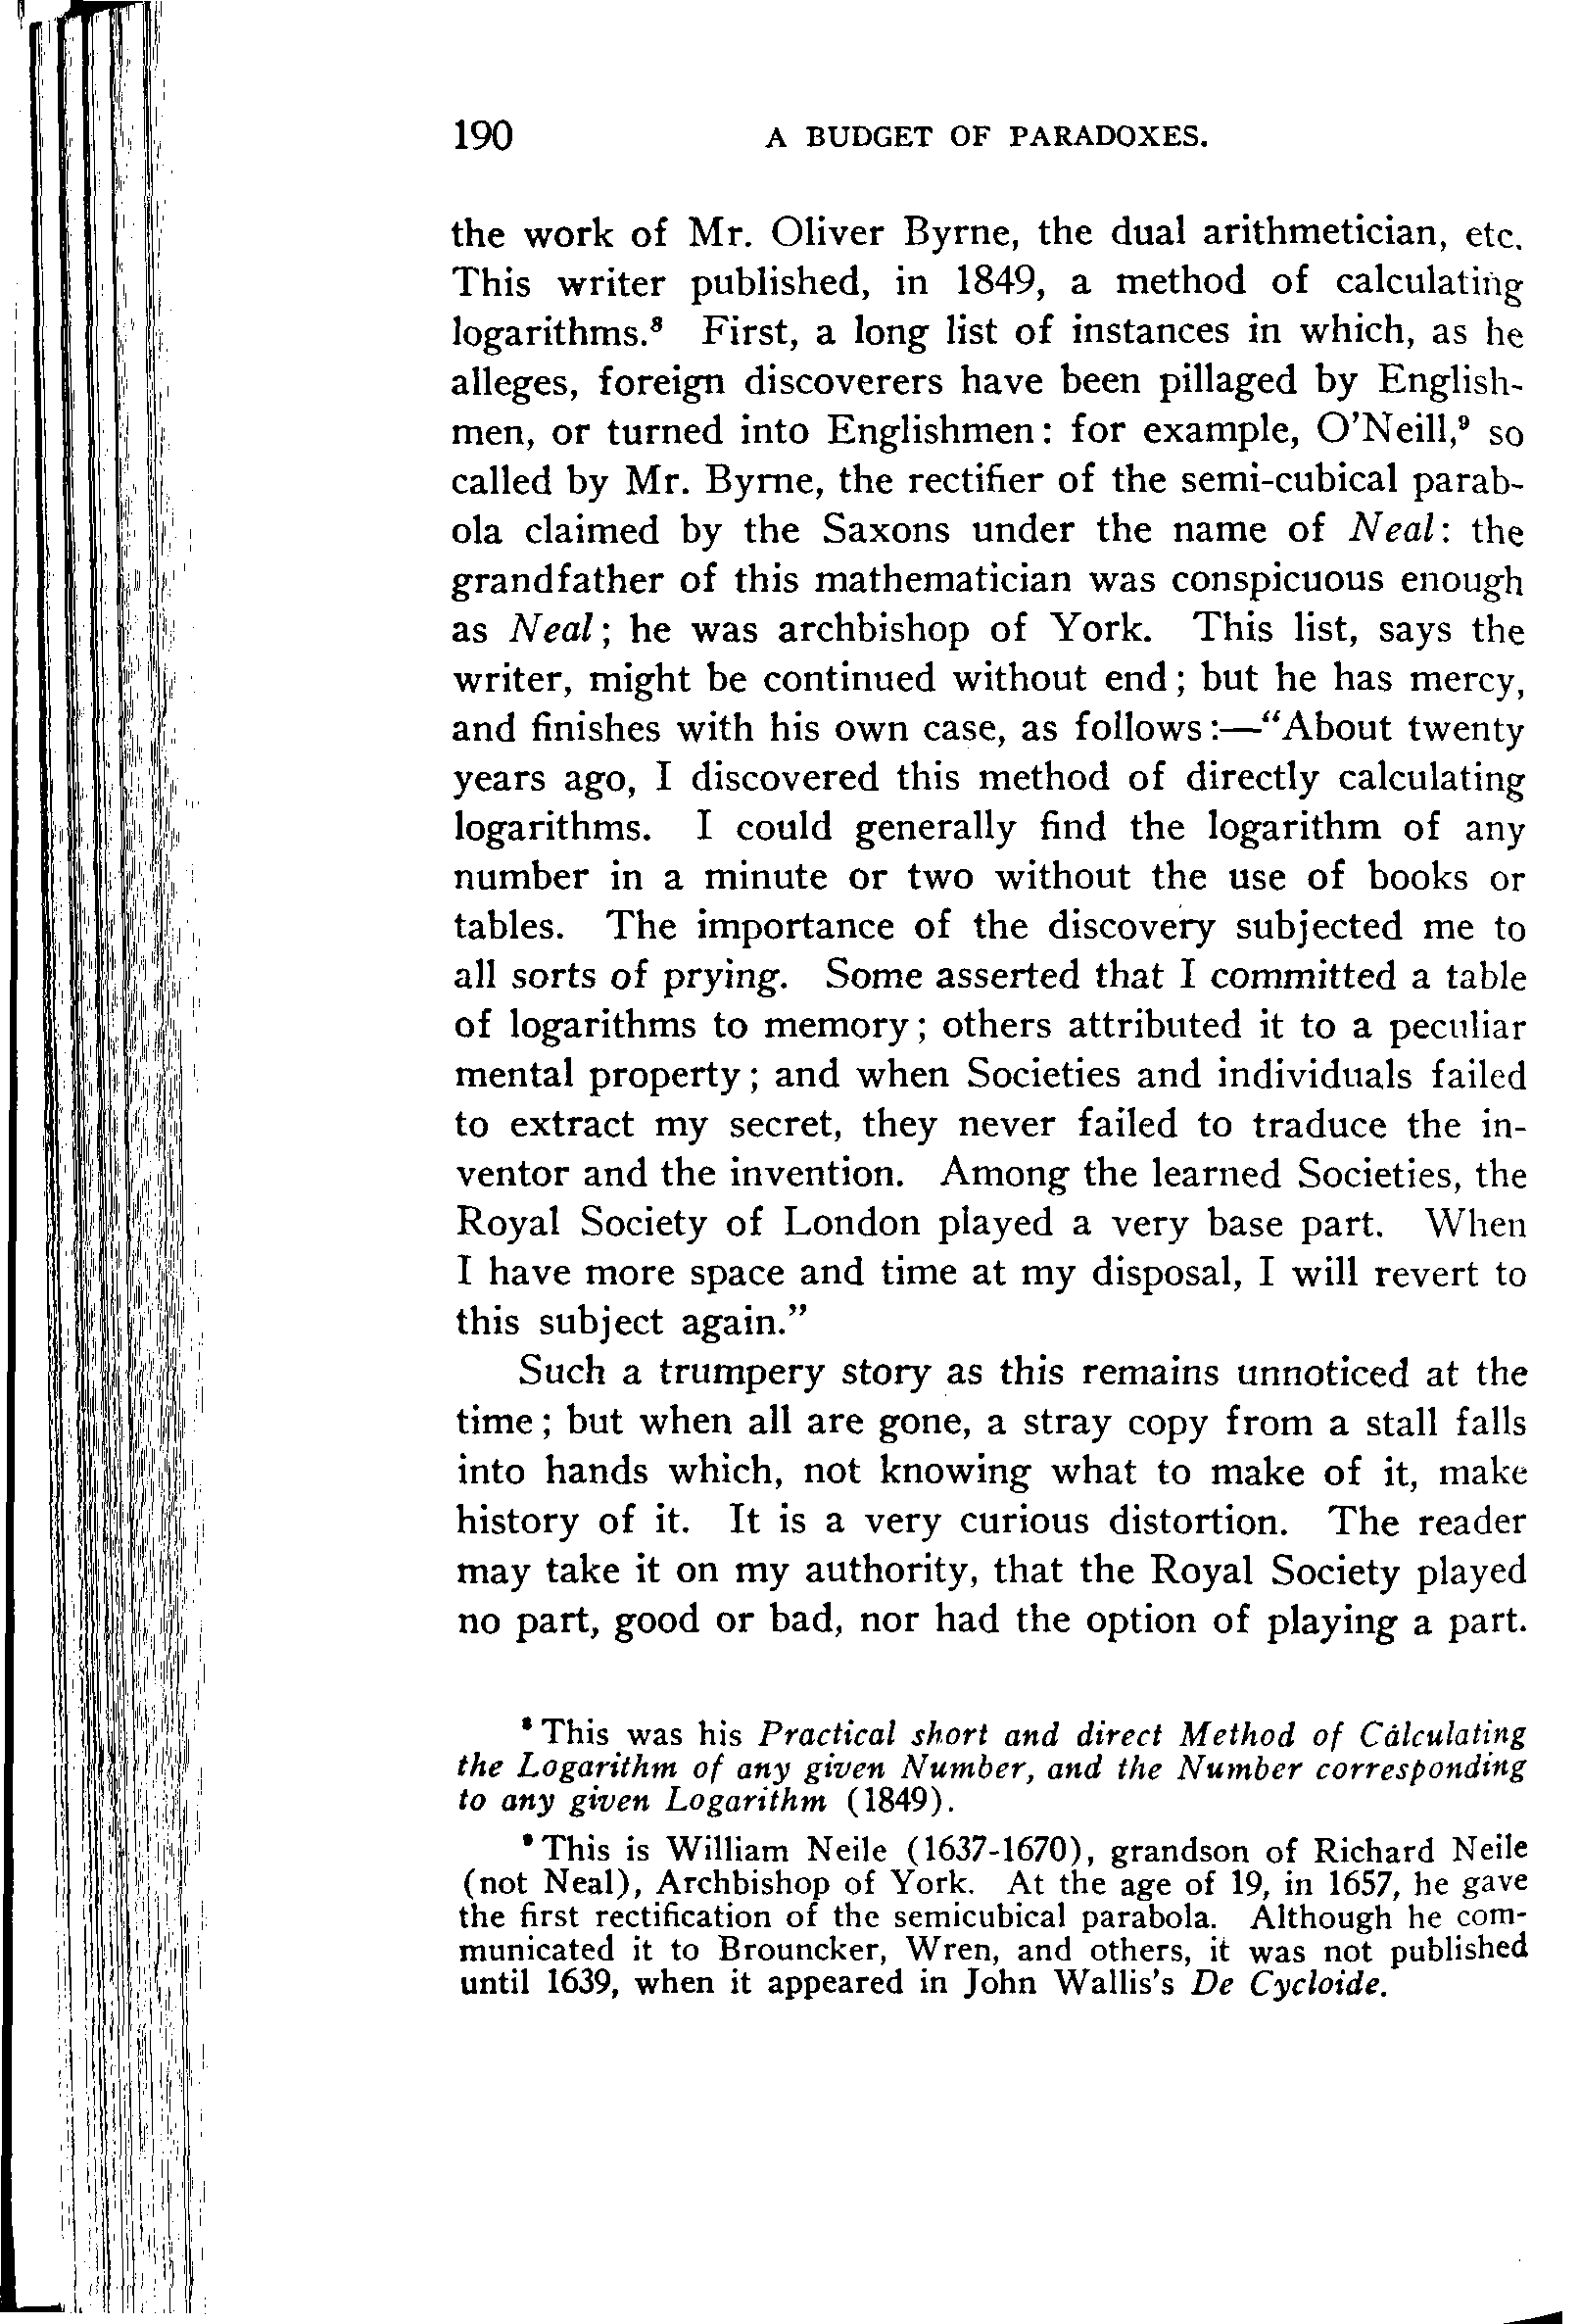 190 A BUDGET OF PARADOXES.
the work of Mr. Oliver Byrne, the dual arithmetician, etc.
This writer published, in 1849, a method of calculating
logarithms.⁸ First, a long list of instances in which, as he
alleges, foreign discoverers have been pillaged by English-
men, or turned into Englishmen: for example, O'Neill,⁹ so
called by Mr. Byrne, the rectifier of the semi-cubical parab-
ola claimed by the Saxons under the name of Neal: the
grandfather of this mathematician was conspicuous enough
as Neal; he was archbishop of York. This list, says the
writer, might be continued without end; but he has mercy,
and finishes with his own case, as follows:—“About twenty
years ago, I discovered this method of directly calculating
logarithms. I could generally find the logarithm of any
number in a minute or two without the use of books or
tables. The importance of the discovery subjected me to
all sorts of prying. Some asserted that I committed a table
of logarithms to memory; others attributed it to a peculiar
mental property; and when Societies and individuals failed
to extract my secret, they never failed to traduce the in-
ventor and the invention. Among the learned Societies, the
Royal Society of London played a very base part. When
I have more space and time at my disposal, I will revert to
this subject again.”
Such a trumpery story as this remains unnoticed at the
time; but when all are gone, a stray copy from a stall falls
into hands which, not knowing what to make of it, make
history of it. It is a very curious distortion. The reader
may take it on my authority, that the Royal Society played
no part, good or bad, nor had the option of playing a part.
⁸ This was his Practical short and direct Method of Calculating
the Logarithm of any given Number, and the Number corresponding
to any given Logarithm (1849).
⁹ This is William Neile (1637-1670), grandson of Richard Neile
(not Neal), Archbishop of York. At the age of 19, in 1657, he gave
the first rectification of the semicubical parabola. Although he com-
municated it to Brouncker, Wren, and others, it was not published
until 1639, when it appeared in John Wallis's De Cycloide.